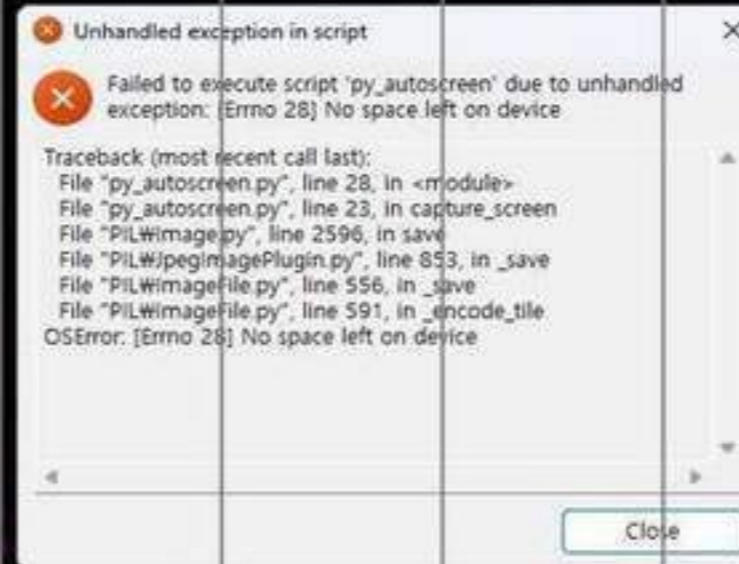 Unhandled exception in script
Failed to execute script 'py_autoscreen' due to unhandled
exception: [Errno 28] No space left on device
Traceback (most recent call last):
File "py_autoscreen.py", line 28, in <module>
File "py_autoscreen.py", line 23, in capture_screen
File "PIL₩Image.py", line 2596, in save
File "PIL₩JpegImagePlugin.py", line 853, in _save
File "PIL₩ImageFile.py", line 556, in _save
File "PIL₩ImageFile.py", line 591, in _encode_tile
OSError: [Errno 28] No space left on device
Close